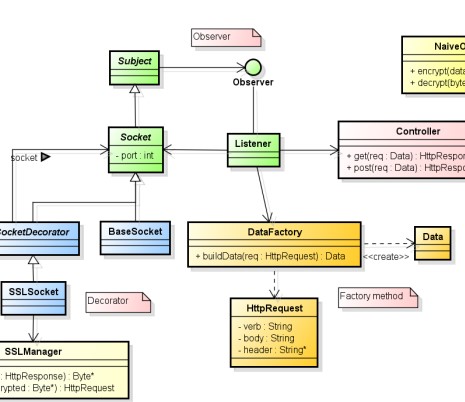 Observer
Subject
Observer
NaiveO
+ encrypt(data
+ decrypt(byte
Socket
- port : int
socket
Listener
Controller
+ get(req : Data) : HttpRespon
+ post(req : Data) : HttpRespo
SocketDecorator
BaseSocket
DataFactory
+ buildData(req : HttpRequest) : Data
Data
<<create>>
SSLSocket
Decorator
HttpRequest
- verb : String
- body : String
- header : String*
Factory method
SSLManager
: HttpResponse) : Byte*
crypted : Byte*) : HttpRequest